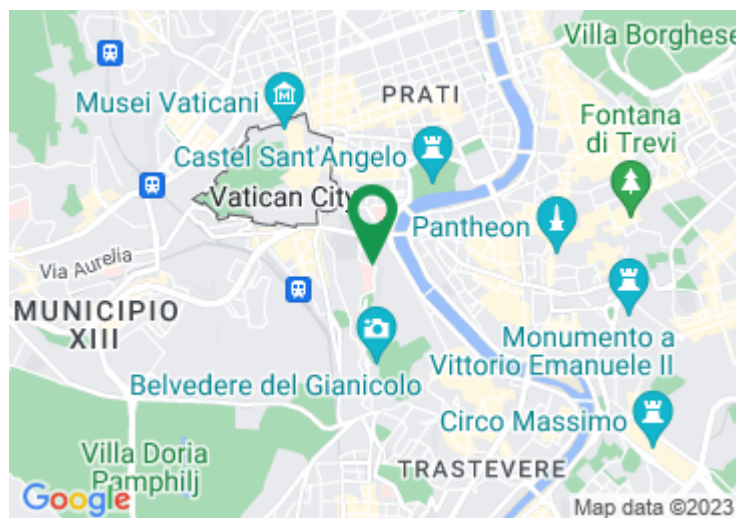 Villa Borghese
Musei Vaticani
PRATI
Fontana
di Trevi
Castel Sant'Angelo
Vatican City
Pantheon
Via Aurelia
MUNICIPIO
XIII
Monumento a
Vittorio Emanuele II
Belvedere del Gianicolo
Circo Massimo
Villa Doria
Pamphilj
TRASTEVERE
Google
Map data ©2023